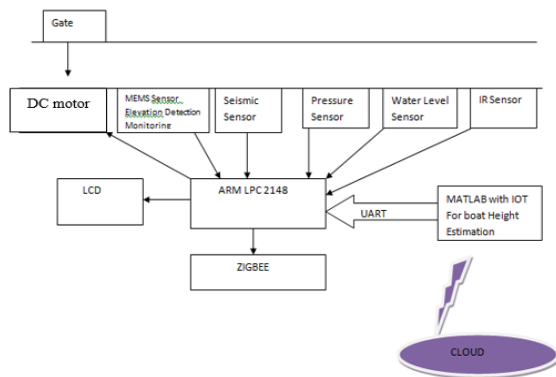 Gate
DC motor
MEMS Sensor
Elevation Detection
Monitoring
Seismic
Sensor
Pressure
Sensor
Water Level
Sensor
IR Sensor
LCD
ARM LPC 2148
UART
MATLAB with IOT
For boat Height
Estimation
ZIGBEE
CLOUD